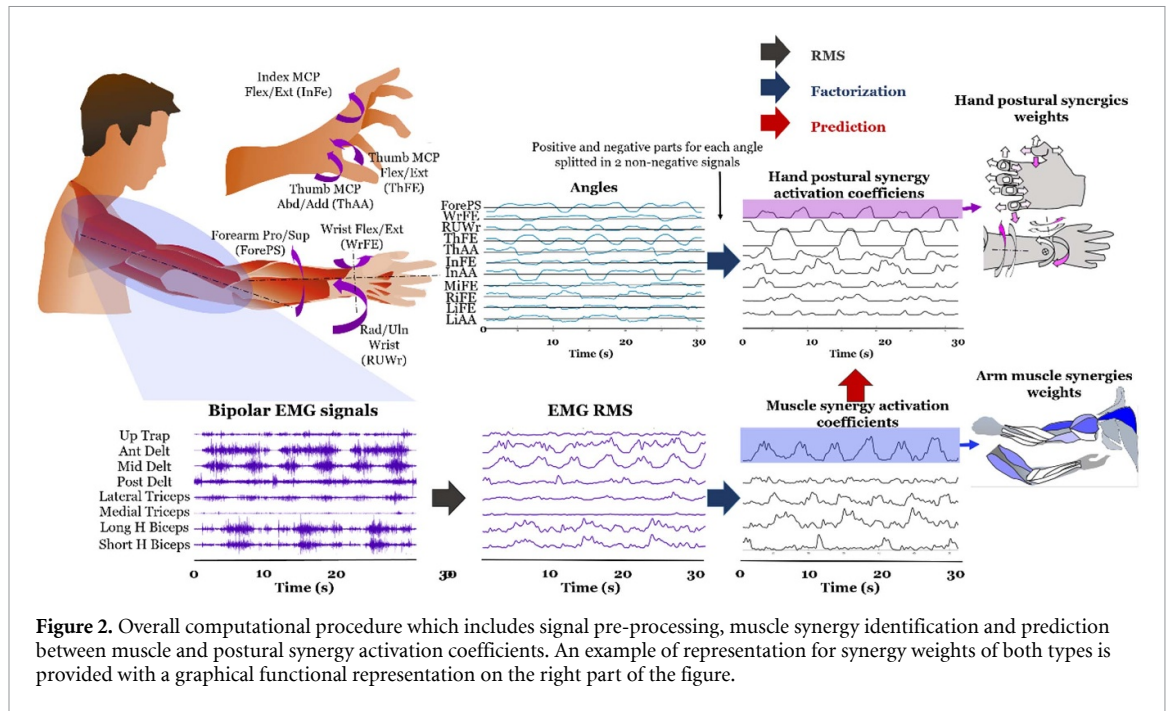 Index MCP
Flex/Ext (InFe)
Thumb MCP
Flex/Ext
(ThFE)
Thumb MCP
Abd/Add (ThAA)
Forearm Pro/Sup
(ForePS)
Wrist Flex/Ext
(WrFE)
Rad/Uln
Wrist
(RUWr)
RMS
Factorization
Prediction
Positive and negative parts for each angle
splitted in 2 non-negative signals
Angles
ForePS
WrFE
RUWr
ThFE
ThAA
InFE
InAA
MiFE
RiFE
LiFE
LiAA
0 10 20 30
Time (s)
Hand postural synergy
activation coefficiens
0 10 20 30
Time (s)
Hand postural syncrgics
weights
Bipolar EMG signals
Up Trap
Ant Delt
Mid Delt
Post Delt
Lateral Triceps
Medial Triceps
Long H Biceps
Short H Biceps
0 20
Time (s)
EMG RMS
10 20 30
Time (s)
Muscle synergy activation
coefficients
0 10 20 30
Time (s)
Arm muscle synergies
weights
Figure 2. Overall computational procedure which includes signal pre-processing, muscle synergy identification and prediction
between muscle and postural synergy activation coefficients. An example of representation for synergy weights of both types is
provided with a graphical functional representation on the right part of the figure.